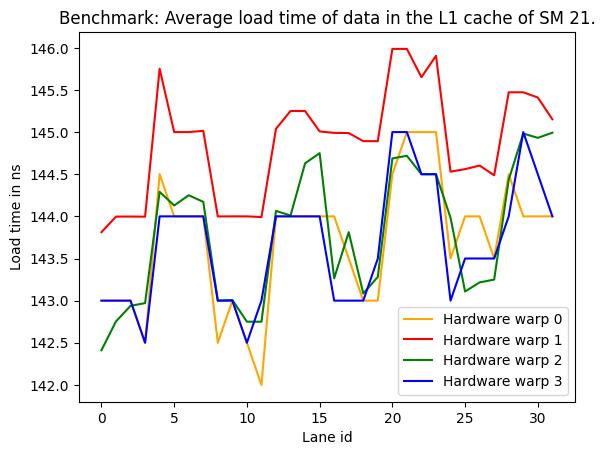 Benchmark: Average load time of data in the L1 cache of SM 21.
146.0
145.5
145.0
144.5
144.0
143.5
143.0
142.5
142.0
Load time in ns
Hardware warp 0
Hardware warp 1
Hardware warp 2
Hardware warp 3
0 5 10 15 20 25 30
Lane id